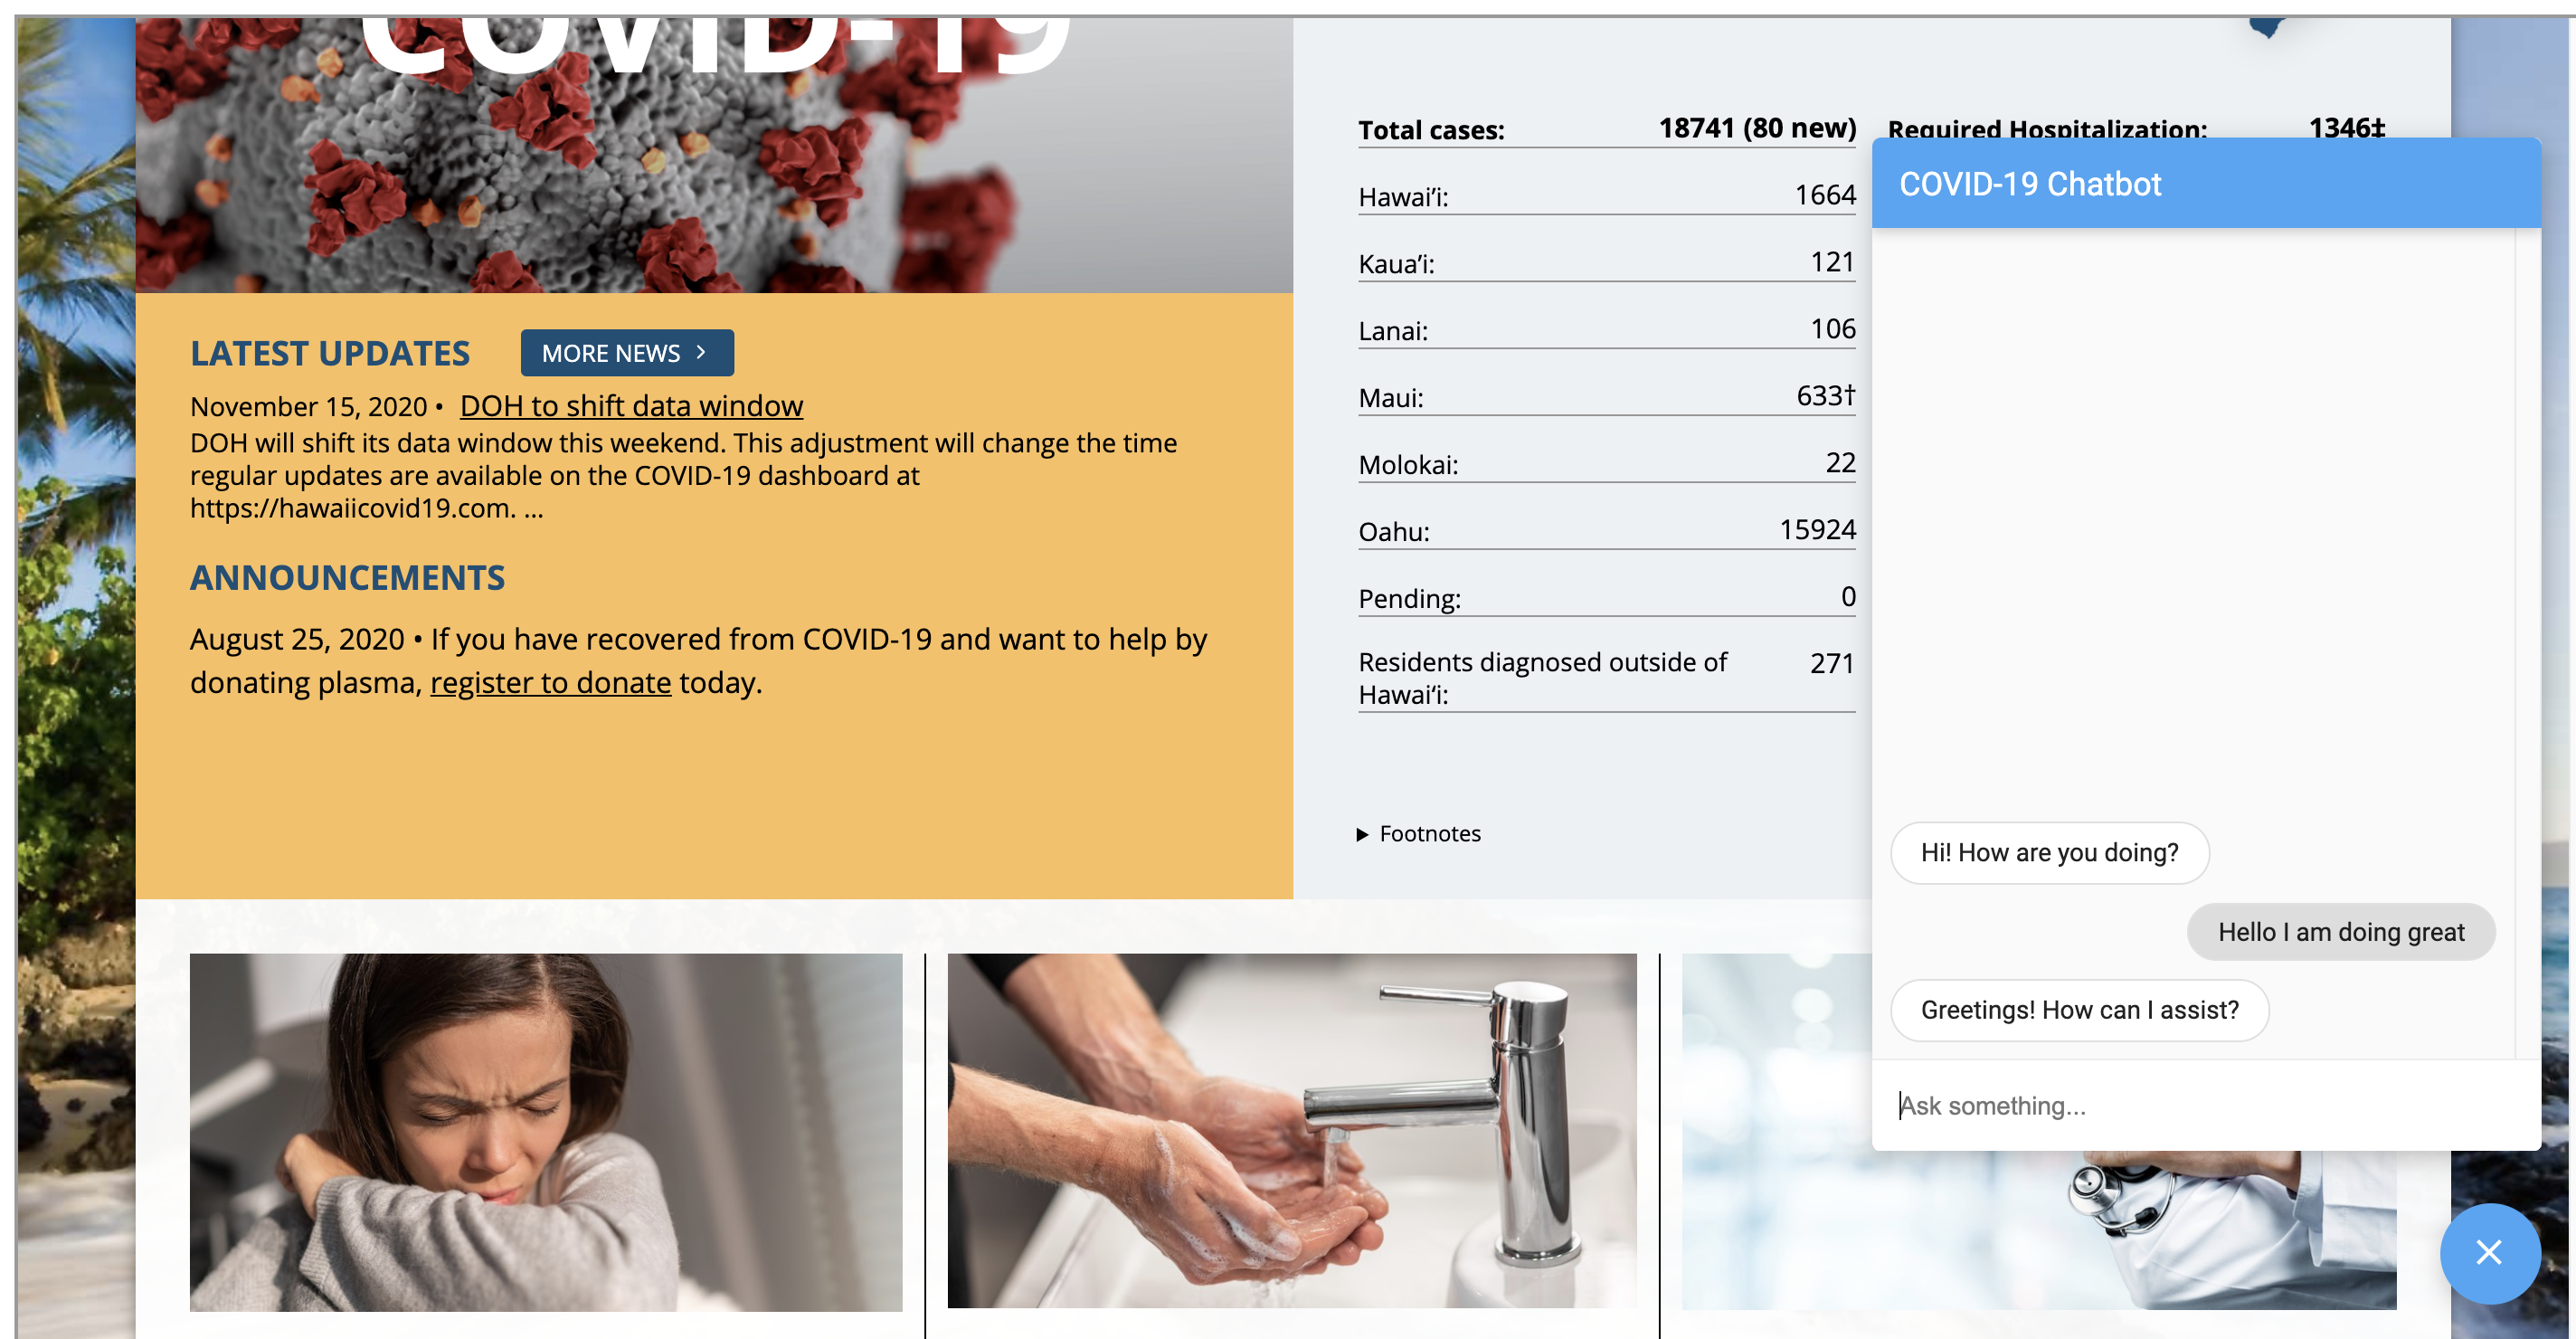 COVID-19
LATEST UPDATES
MORE NEWS >
November 15, 2020 • DOH to shift data window
DOH will shift its data window this weekend. This adjustment will change the time
regular updates are available on the COVID-19 dashboard at
https://hawaiicovid19.com. ...
ANNOUNCEMENTS
August 25, 2020 • If you have recovered from COVID-19 and want to help by
donating plasma, register to donate today.
Total cases: 18741 (80 new)
Hawai’i: 1664
Kaua’i: 121
Lanai: 106
Maui: 633†
Molokai: 22
Oahu: 15924
Pending: 0
Residents diagnosed outside of 271
Hawai‘i:
Footnotes
Required Hospitalization: 1346‡
COVID-19 Chatbot
Hi! How are you doing?
Hello I am doing great
Greetings! How can I assist?
Ask something...